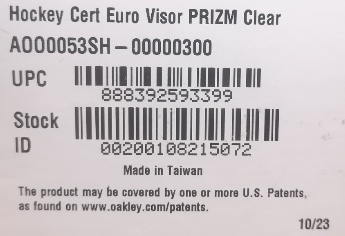 Hockey Cert Euro Visor PRIZM Clear
AOO0053SH-00000300
UPC
888392593399
Stock
ID
00200108215072
Made in Taiwan
The product may be covered by one or more U.S. Patents,
as found on www.oakley.com/patents.
10/23